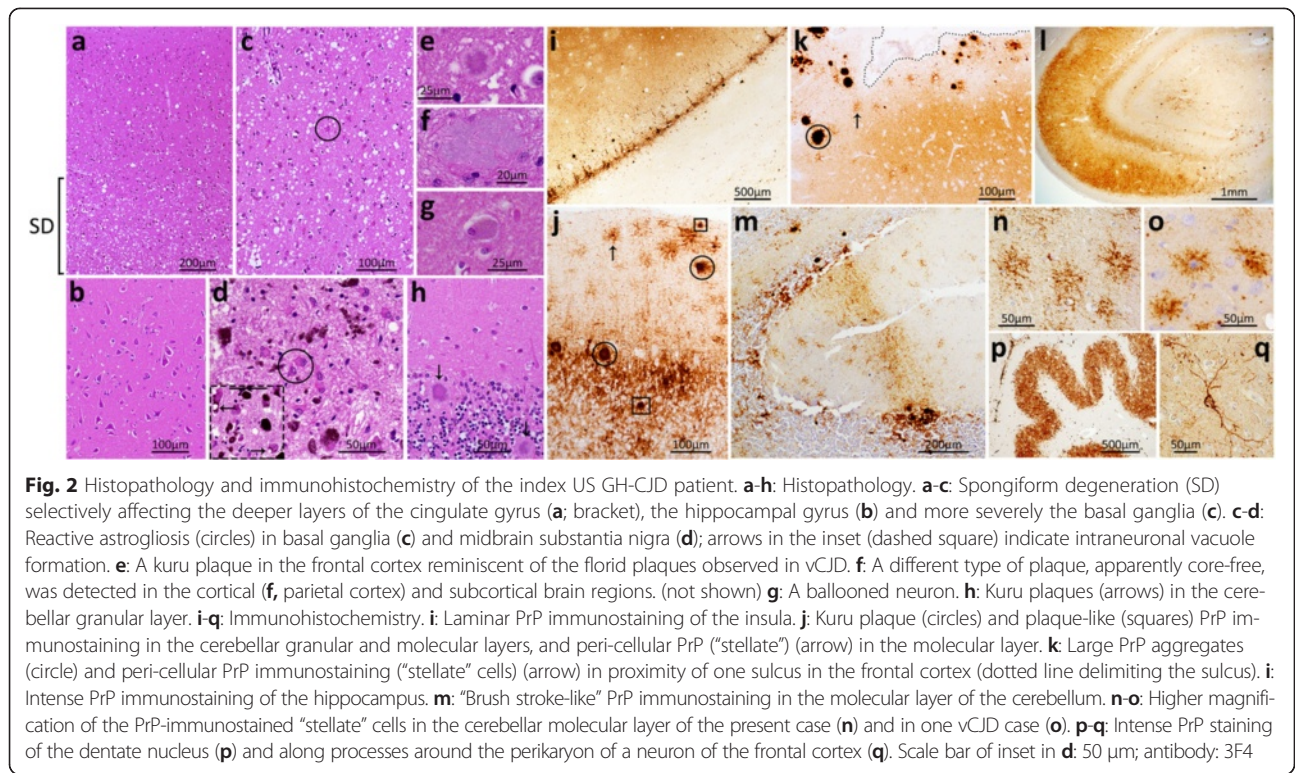 a
c
e
i
k
l
25µm
f
20µm
500µm
100µm
1mm
SD
g
j
m
n
o
200µm
100µm
25µm
b
d
h
50µm
50µm
p
q
100µm
50µm
50µm
100µm
200µm
500µm
50µm
Fig. 2 Histopathology and immunohistochemistry of the index US GH-CJD patient. a-h: Histopathology. a-c: Spongiform degeneration (SD)
selectively affecting the deeper layers of the cingulate gyrus (a; bracket), the hippocampal gyrus (b) and more severely the basal ganglia (c). c-d:
Reactive astrogliosis (circles) in basal ganglia (c) and midbrain substantia nigra (d); arrows in the inset (dashed square) indicate intraneuronal vacuole
formation. e: A kuru plaque in the frontal cortex reminiscent of the florid plaques observed in vCJD. f: A different type of plaque, apparently core-free,
was detected in the cortical (f, parietal cortex) and subcortical brain regions. (not shown) g: A ballooned neuron. h: Kuru plaques (arrows) in the cere-
bellar granular layer. i-q: Immunohistochemistry. i: Laminar PrP immunostaining of the insula. j: Kuru plaque (circles) and plaque-like (squares) PrP im-
munostaining in the cerebellar granular and molecular layers, and peri-cellular PrP ("stellate") (arrow) in the molecular layer. k: Large PrP aggregates
(circle) and peri-cellular PrP immunostaining ("stellate" cells) (arrow) in proximity of one sulcus in the frontal cortex (dotted line delimiting the sulcus). i:
Intense PrP immunostaining of the hippocampus. m: "Brush stroke-like" PrP immunostaining in the molecular layer of the cerebellum. n-o: Higher magnifi-
cation of the PrP-immunostained "stellate" cells in the cerebellar molecular layer of the present case (n) and in one vCJD case (o). p-q: Intense PrP staining
of the dentate nucleus (p) and along processes around the perikaryon of a neuron of the frontal cortex (q). Scale bar of inset in d: 50 µm; antibody: 3F4